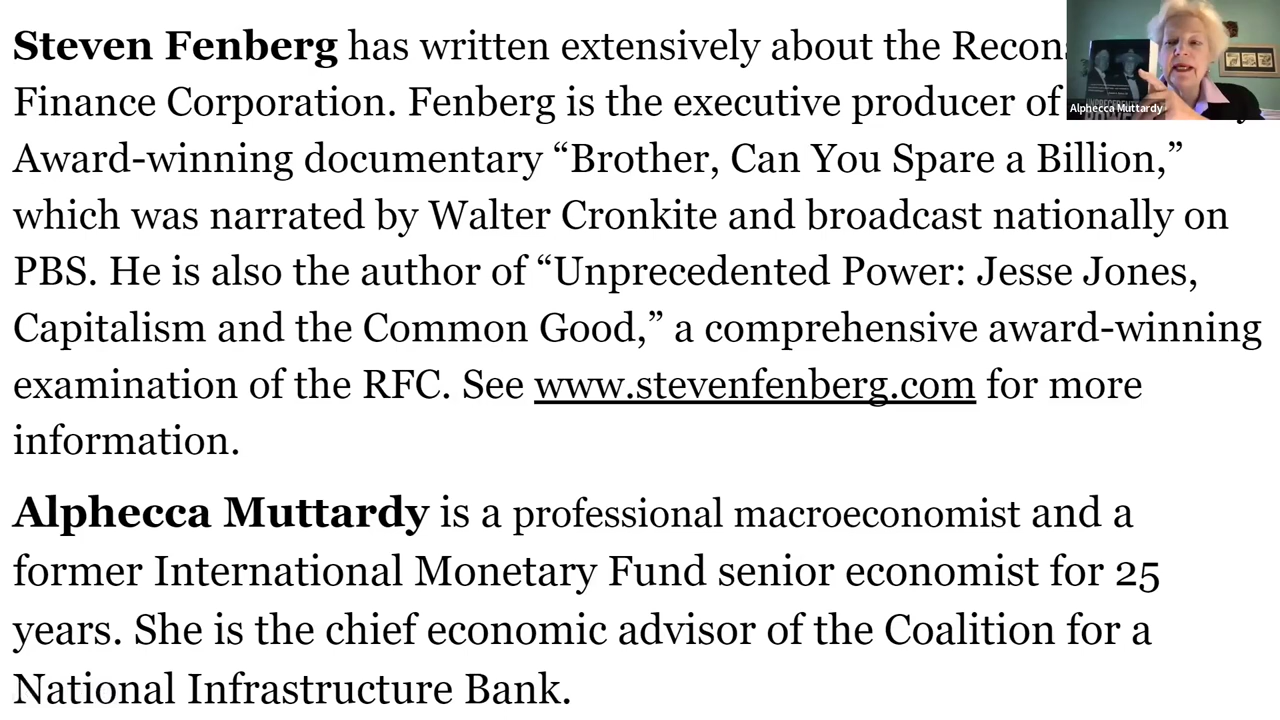 Steven Fenberg has written extensively about the
Finance Corporation. Fenberg is the executive producer of
Award-winning documentary “Brother, Can You Spare a Billion,”
which was narrated by Walter Cronkite and broadcast nationally on
PBS. He is also the author of “Unprecedented Power: Jesse Jones,
Capitalism and the Common Good,” a comprehensive award-winning
examination of the RFC. See www.stevenfenberg.com for more
information.
Alphecca Muttardy is a professional macroeconomist and a
former International Monetary Fund senior economist for 25
years. She is the chief economic advisor of the Coalition for a
National Infrastructure Bank.
Alphecca Muttardy